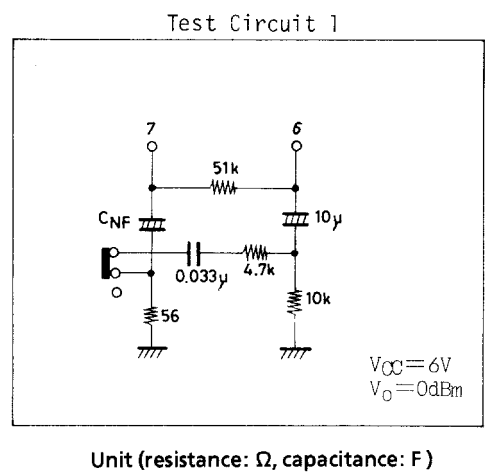 Test Circuit 1
7
6
51k
CNF
10μ
0.033μ
4.7k
56
10k
VCC=6V
VO=0dBm
Unit (resistance: Ω, capacitance: F)